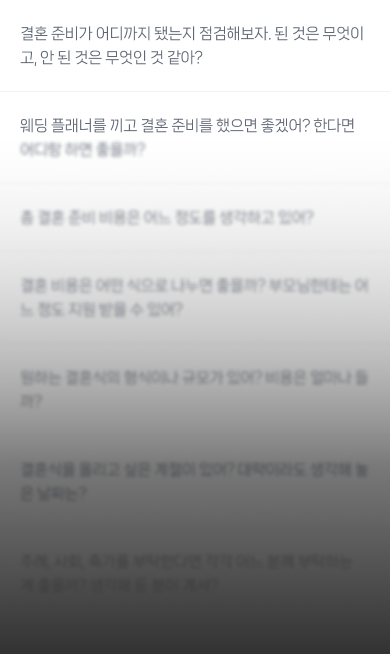 결혼 준비가 어디까지 됐는지 점검해보자. 된 것은 무엇이
고, 안 된 것은 무엇인 것 같아?
웨딩 플래너를 끼고 결혼 준비를 했으면 좋겠어? 한다면
어디랑 하면 좋을까?
총 결혼 준비 비용은 어느 정도를 생각하고 있어?
결혼 비용은 어떤 식으로 나누면 좋을까? 부모님한테는 어
느 정도 지원 받을 수 있어?
원하는 결혼식의 형식이나 규모가 있어? 비용은 얼마나 들
까?
결혼식을 올리고 싶은 계절이 있어? 대략이라도 생각해 놓
은 날짜는?